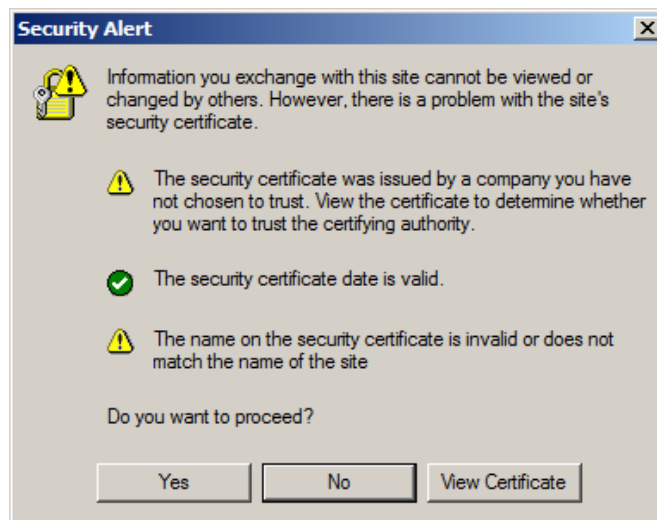 Security Alert
Information you exchange with this site cannot be viewed or
changed by others. However, there is a problem with the site's
security certificate.
The security certificate was issued by a company you have
not chosen to trust. View the certificate to determine whether
you want to trust the certifying authority.
The security certificate date is valid.
The name on the security certificate is invalid or does not
match the name of the site
Do you want to proceed?
Yes
No
View Certificate